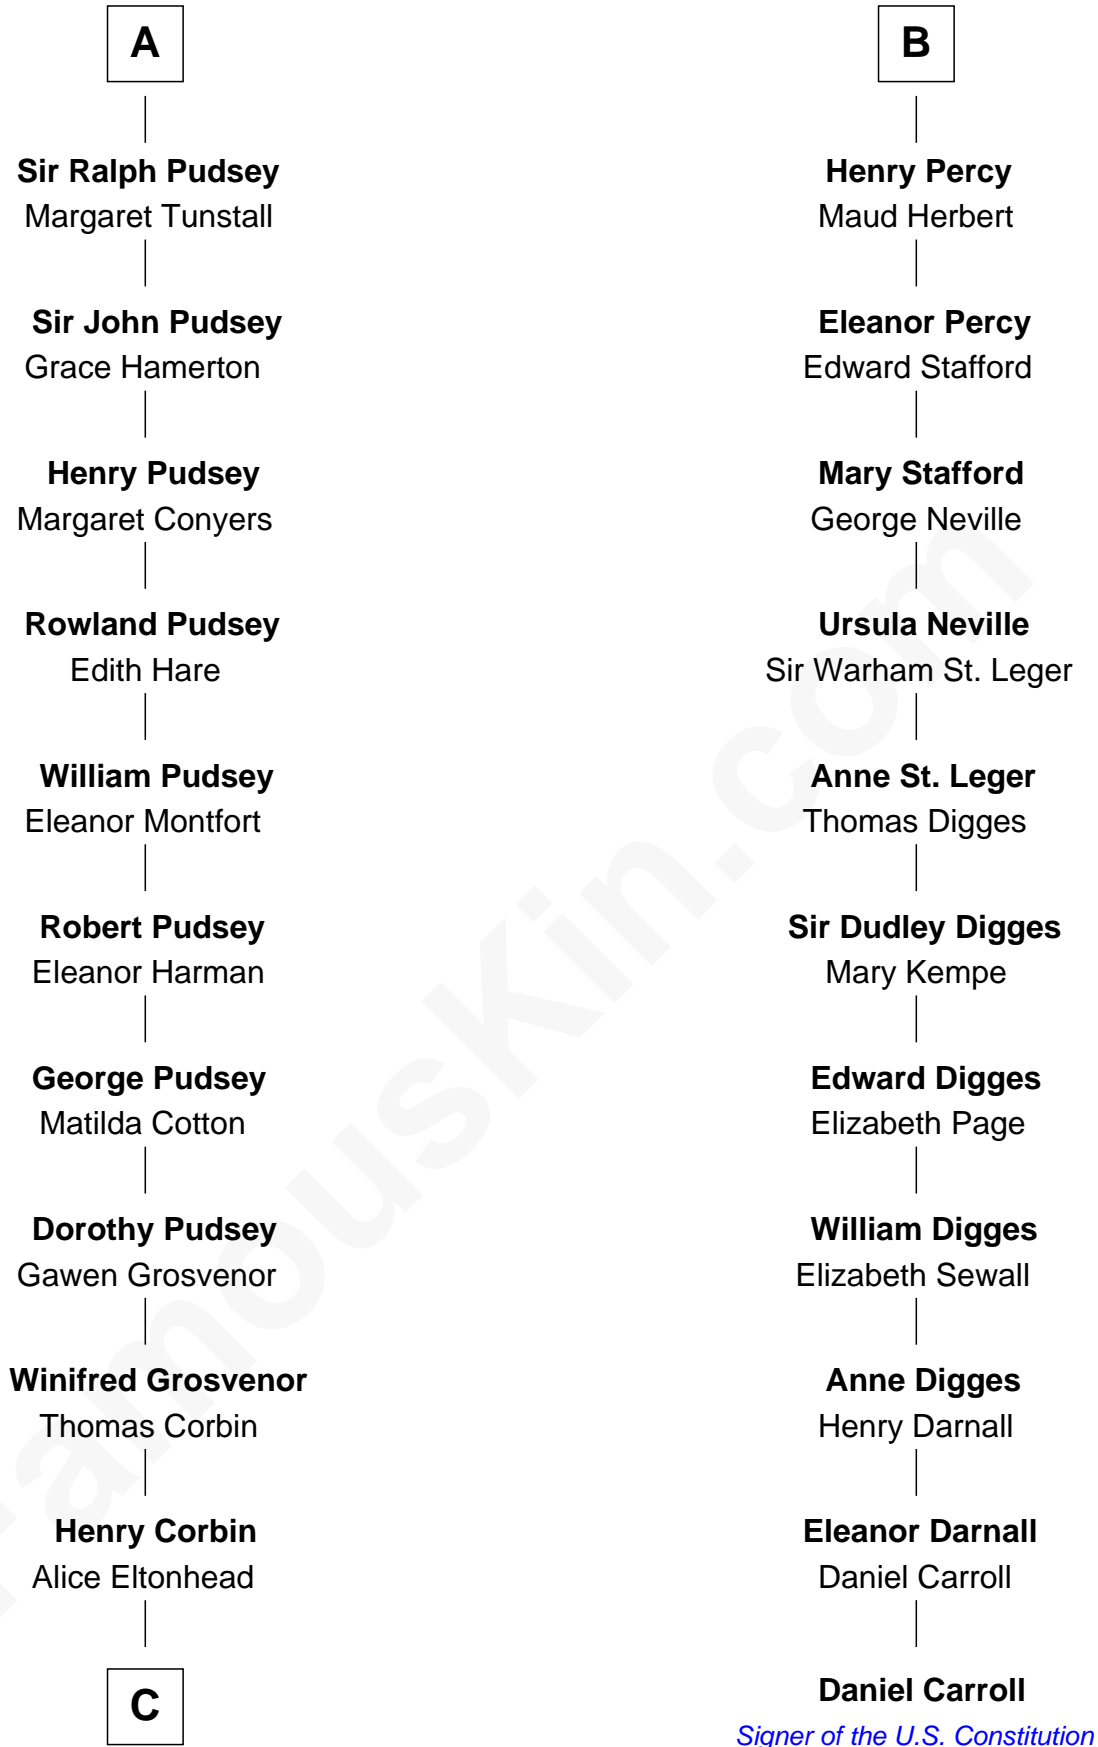 A
Sir Ralph Pudsey
Margaret Tunstall
Sir John Pudsey
Grace Hamerton
Henry Pudsey
Margaret Conyers
Rowland Pudsey
Edith Hare
William Pudsey
Eleanor Montfort
Robert Pudsey
Eleanor Harman
George Pudsey
Matilda Cotton
Dorothy Pudsey
Gawen Grosvenor
Winifred Grosvenor
Thomas Corbin
Henry Corbin
Alice Eltonhead
C
B
Henry Percy
Maud Herbert
Eleanor Percy
Edward Stafford
Mary Stafford
George Neville
Ursula Neville
Sir Warham St. Leger
Anne St. Leger
Thomas Digges
Sir Dudley Digges
Mary Kempe
Edward Digges
Elizabeth Page
William Digges
Elizabeth Sewall
Anne Digges
Henry Darnall
Eleanor Darnall
Daniel Carroll
Daniel Carroll
Signer of the U.S. Constitution
FamousKin.com